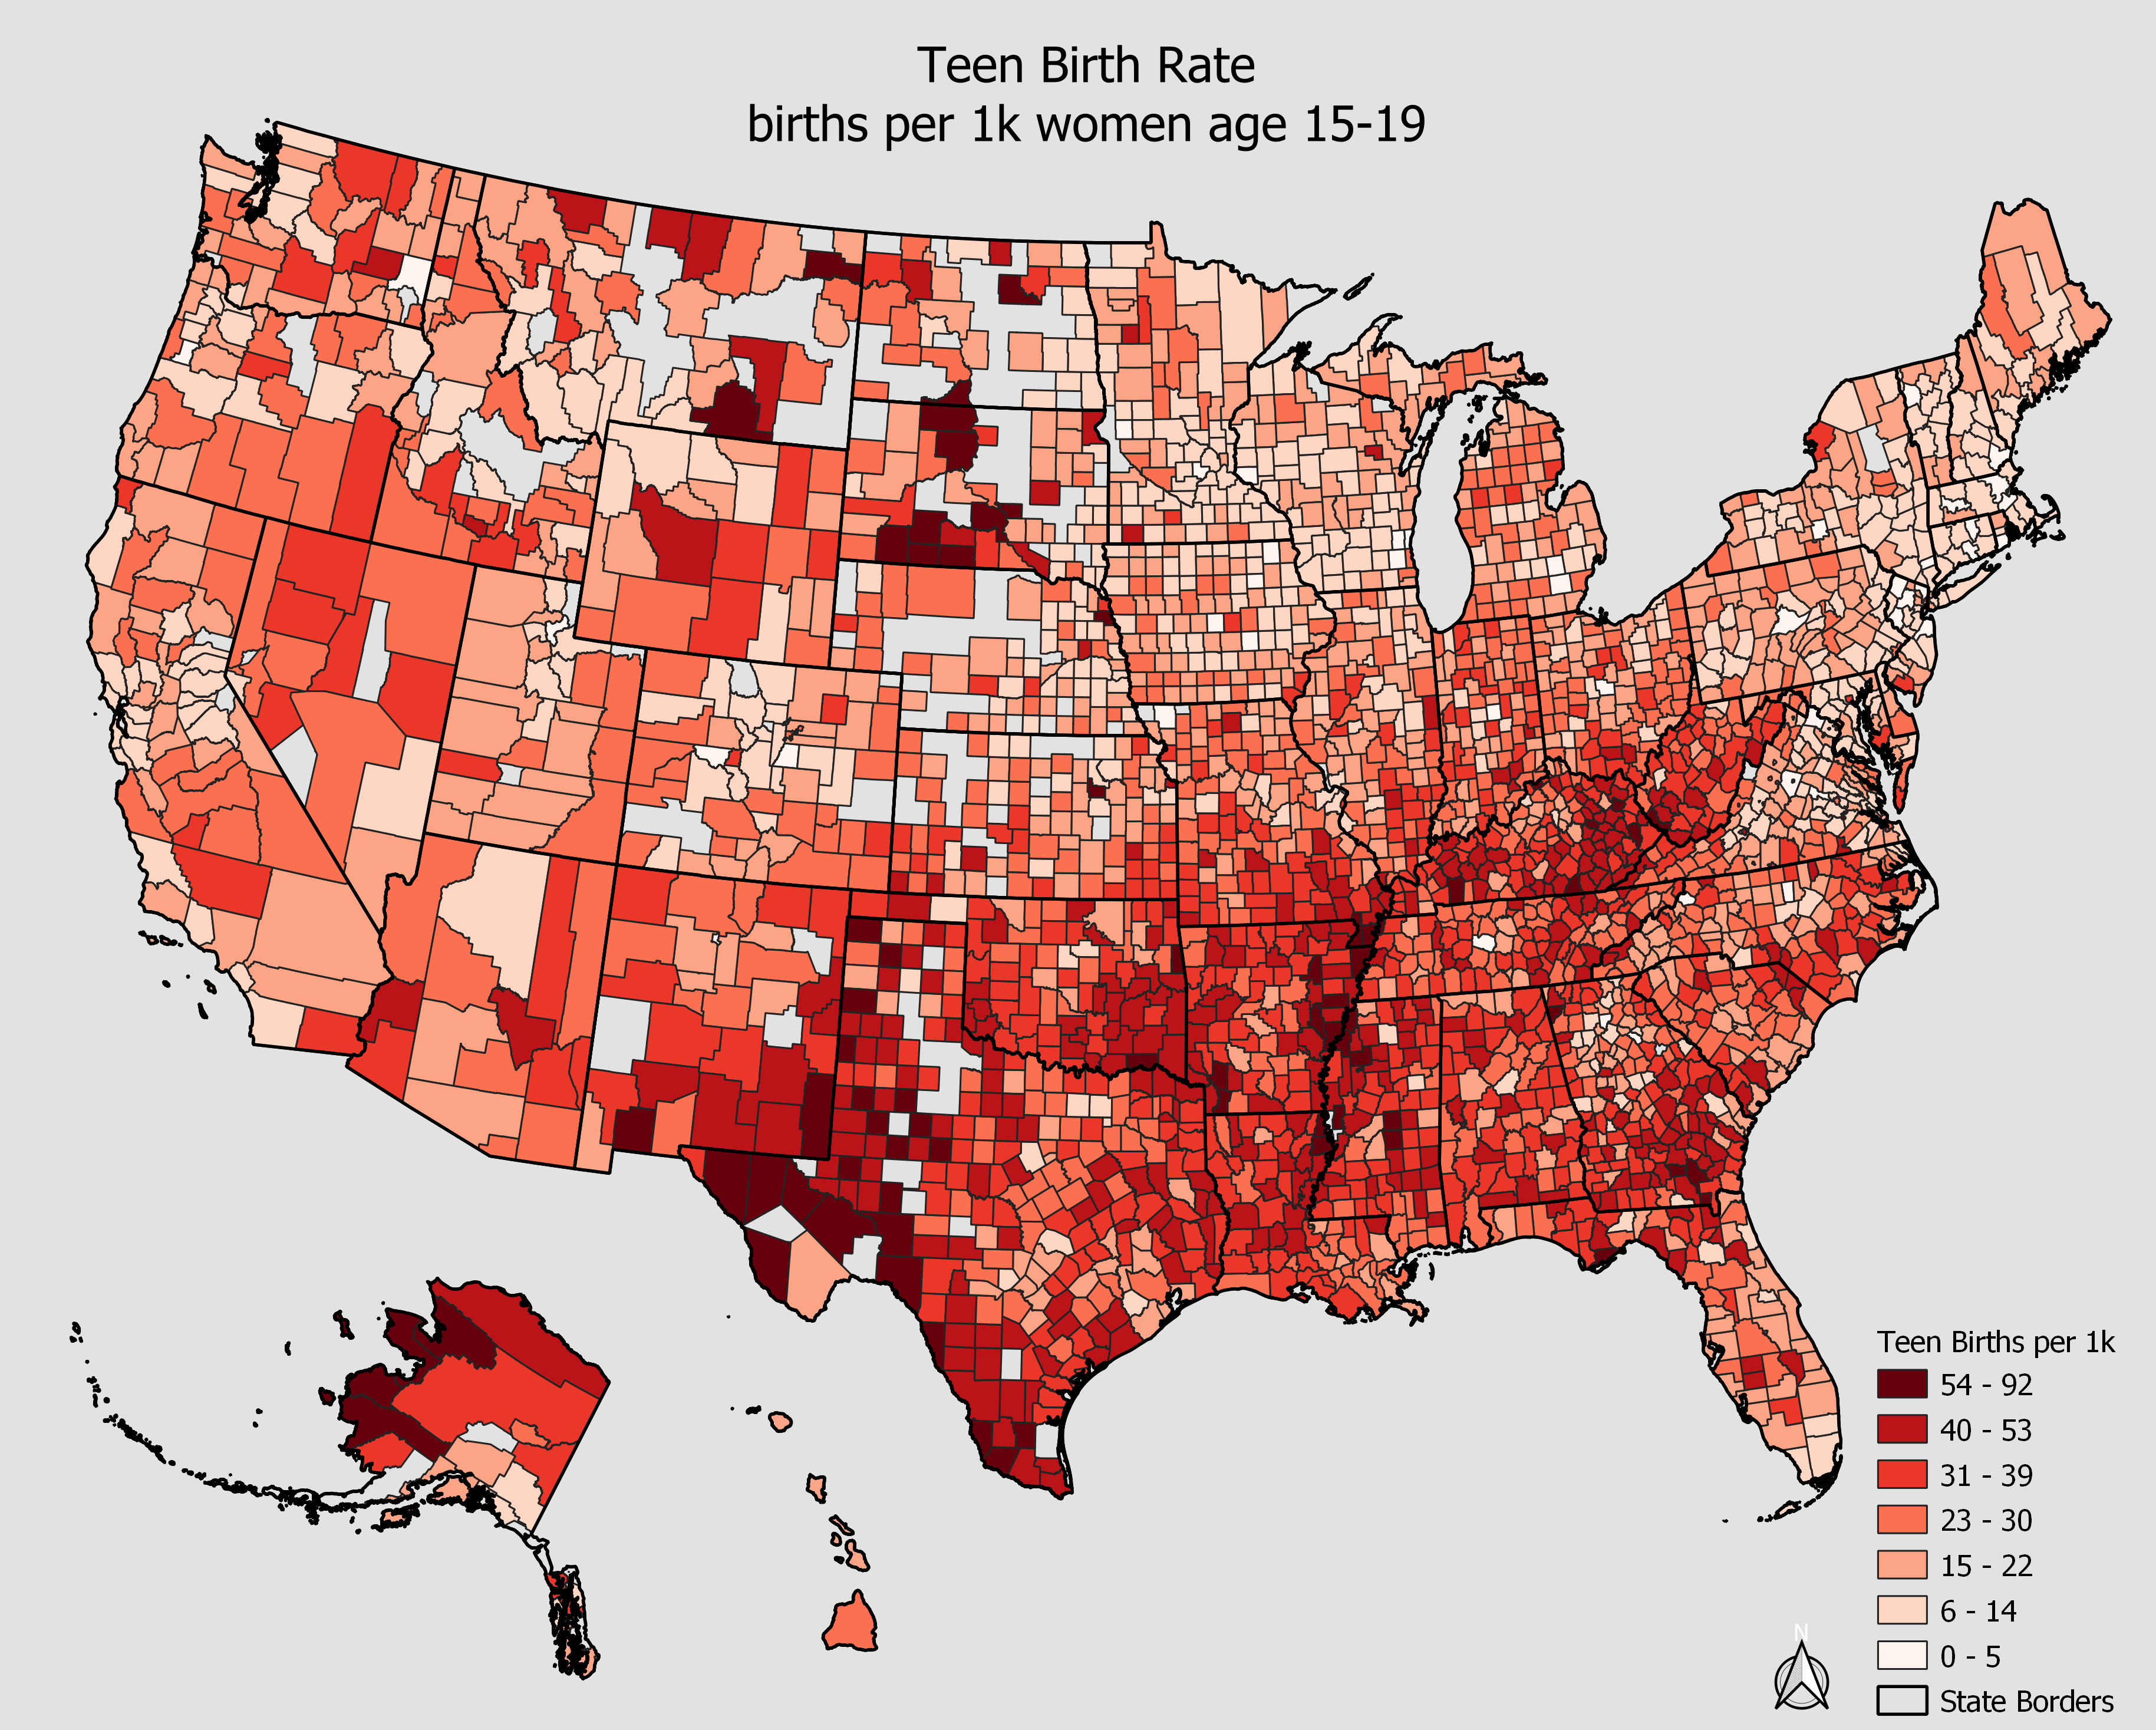 Teen Birth Rate
births per 1k women age 15-19
Teen Births per 1k
54 - 92
40 - 53
31 - 39
23 - 30
15 - 22
6 - 14
0 - 5
State Borders
N